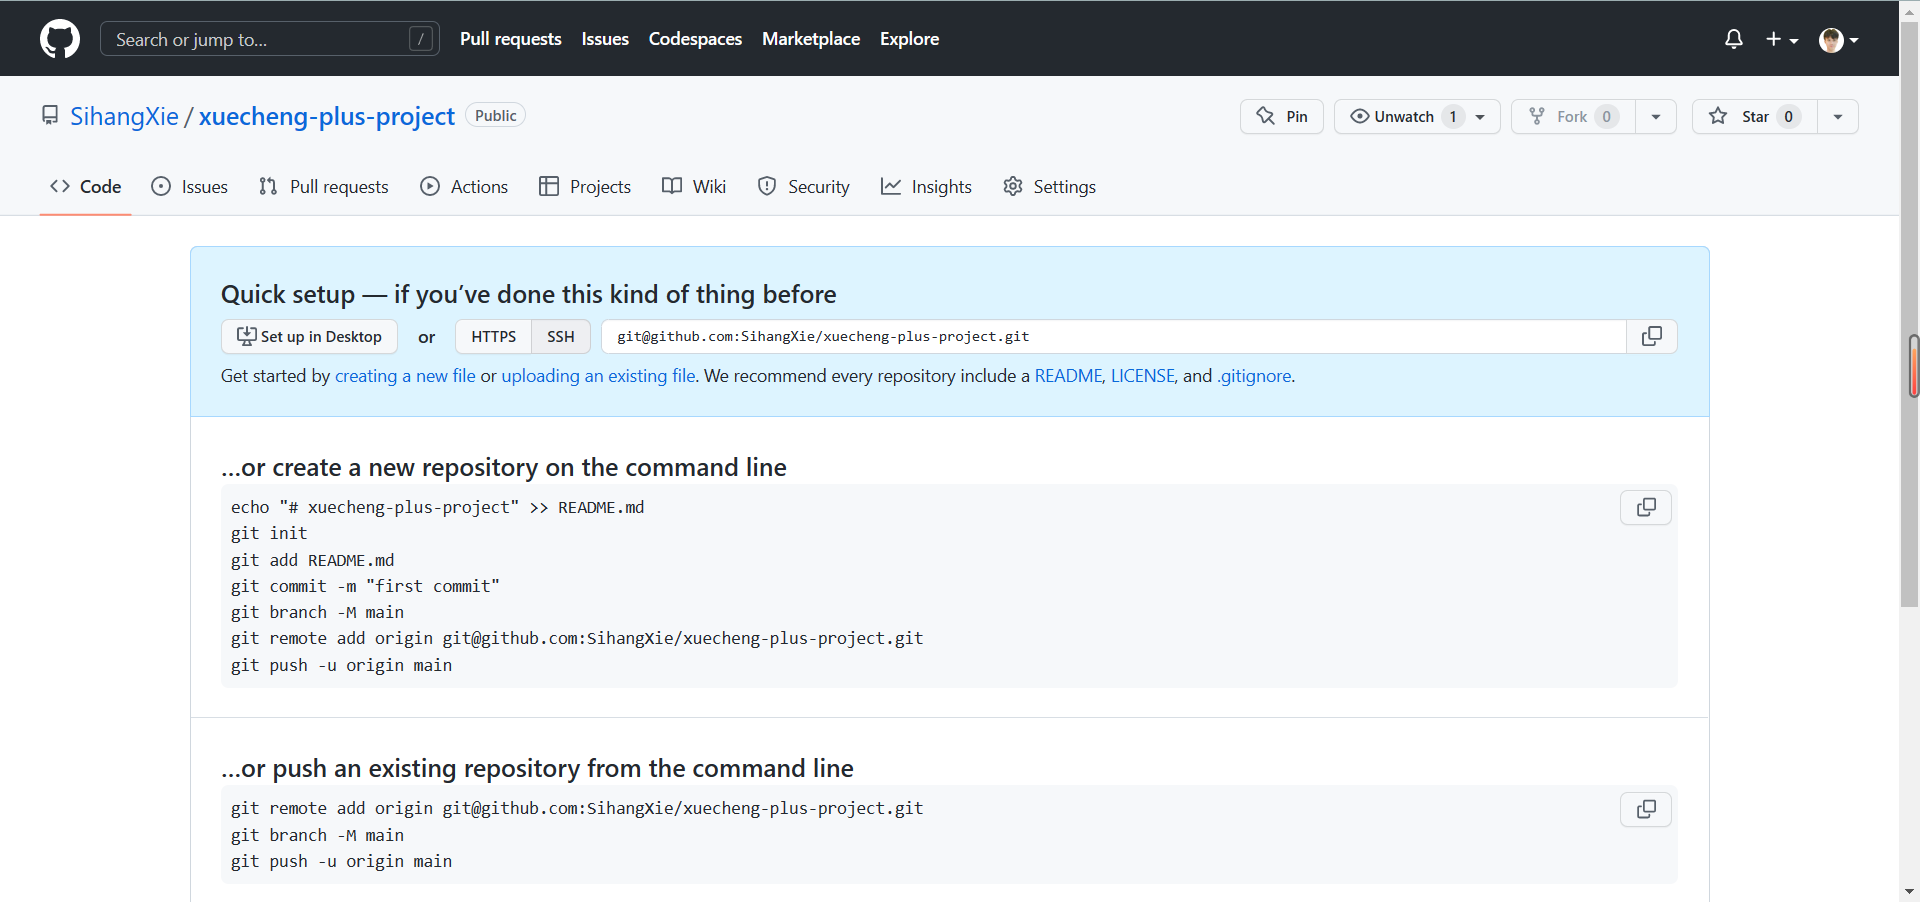 Search or jump to... / Pull requests Issues Codespaces Marketplace Explore
SihangXie / xuecheng-plus-project Public Pin Unwatch 1 Fork 0 Star 0
Code Issues Pull requests Actions Projects Wiki Security Insights Settings
Quick setup — if you’ve done this kind of thing before
Set up in Desktop or HTTPS SSH git@github.com:SihangXie/xuecheng-plus-project.git
Get started by creating a new file or uploading an existing file. We recommend every repository include a README, LICENSE, and .gitignore.
…or create a new repository on the command line
echo "# xuecheng-plus-project" >> README.md
git init
git add README.md
git commit -m "first commit"
git branch -M main
git remote add origin git@github.com:SihangXie/xuecheng-plus-project.git
git push -u origin main
…or push an existing repository from the command line
git remote add origin git@github.com:SihangXie/xuecheng-plus-project.git
git branch -M main
git push -u origin main